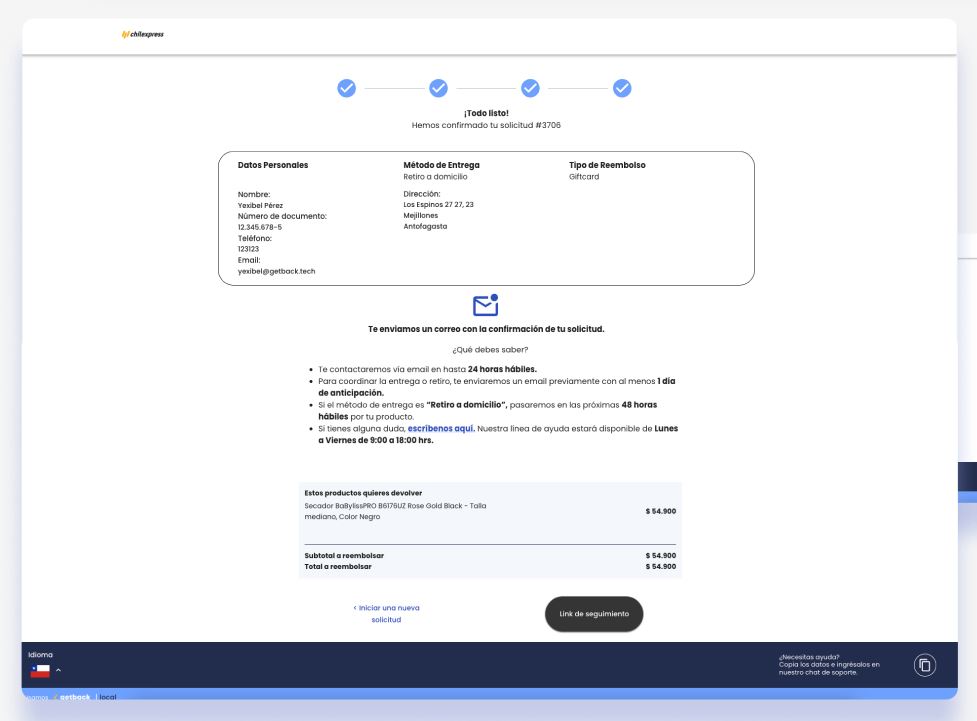 chilexpress
¡Todo listo!
Hemos confirmado tu solicitud #3706
Datos Personales
Nombre:
Yexibel Pérez
Número de documento:
12.345.678-5
Teléfono:
123123
Email:
yexibel@getback.tech
Método de Entrega
Retiro a domicilio
Dirección:
Los Espinos 27 27, 23
Mejillones
Antofagasta
Tipo de Reembolso
Giftcard
Te enviamos un correo con la confirmación de tu solicitud.
¿Qué debes saber?
Te contactaremos vía email en hasta 24 horas hábiles.
Para coordinar la entrega o retiro, te enviaremos un email previamente con al menos 1 día
de anticipación.
Si el método de entrega es “Retiro a domicilio”, pasaremos en las próximas 48 horas
hábiles por tu producto.
Si tienes alguna duda, escríbenos aquí. Nuestra línea de ayuda estará disponible de Lunes
a Viernes de 9:00 a 18:00 hrs.
Estos productos quieres devolver
Secador BaBylissPRO B6176UZ Rose Gold Black - Talla
mediano, Color Negro
$ 54.900
Subtotal a reembolsar $ 54.900
Total a reembolsar $ 54.900
< Iniciar una nueva
solicitud
Link de seguimiento
Idioma
¿Necesitas ayuda?
Copia los datos e ingrésalos en
nuestro chat de soporte.
getback | local